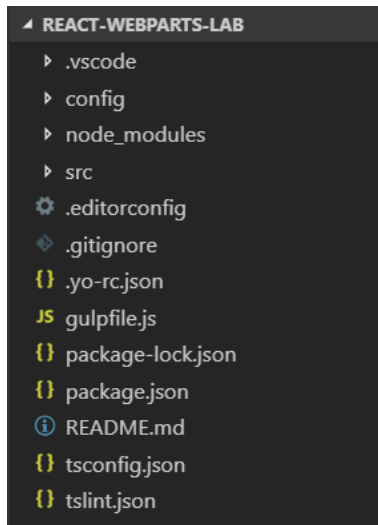 REACT-WEBPARTS-LAB
.vscode
config
node_modules
src
.editorconfig
.gitignore
{} .yo-rc.json
JS gulpfile.js
{} package-lock.json
{} package.json
README.md
{} tsconfig.json
{} tslint.json